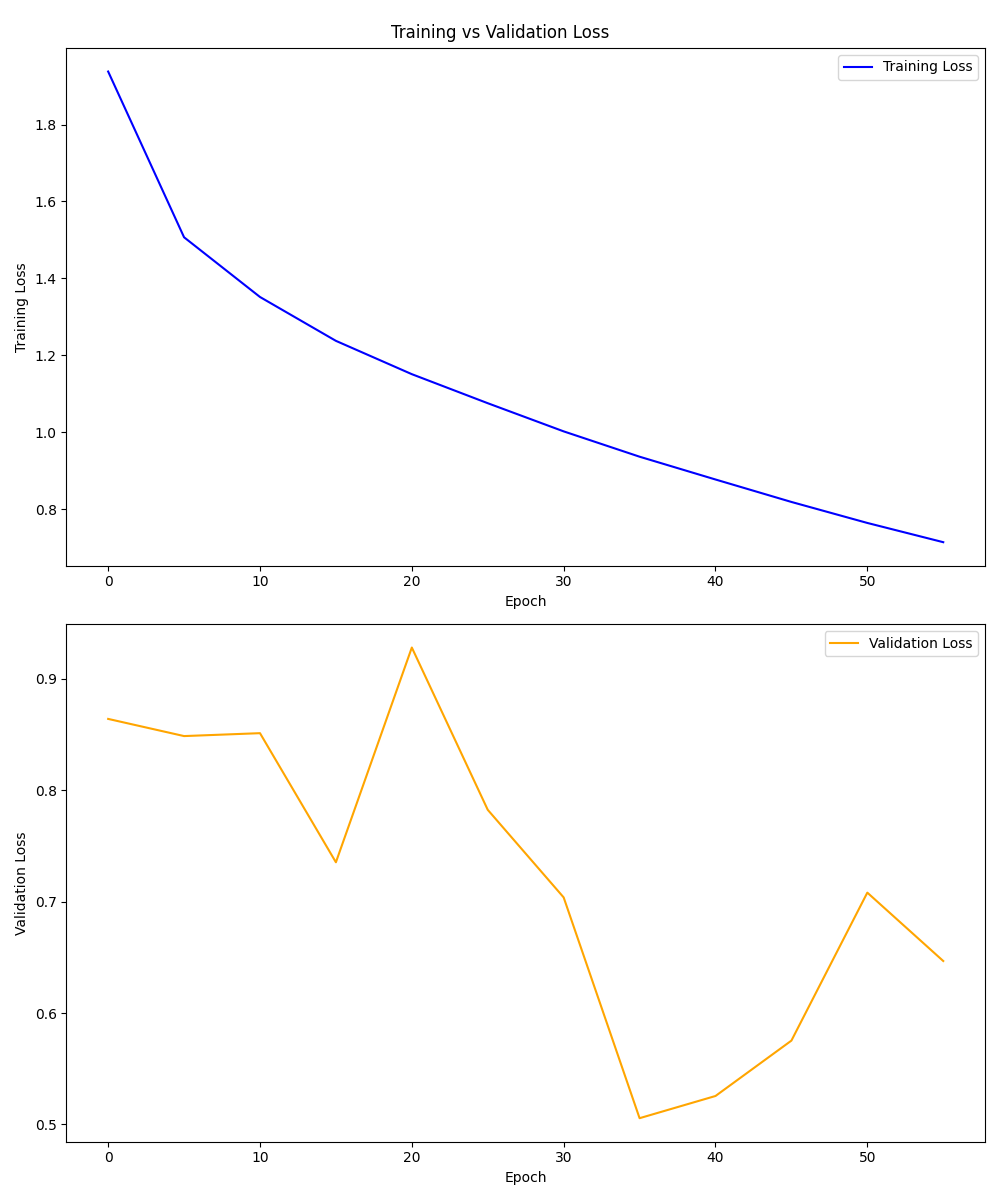 Training vs Validation Loss
Training Loss
1.8
1.6
1.4
1.2
1.0
0.8
Training Loss
0 10 20 30 40 50
Epoch
Validation Loss
0.9
0.8
0.7
0.6
0.5
Validation Loss
0 10 20 30 40 50
Epoch